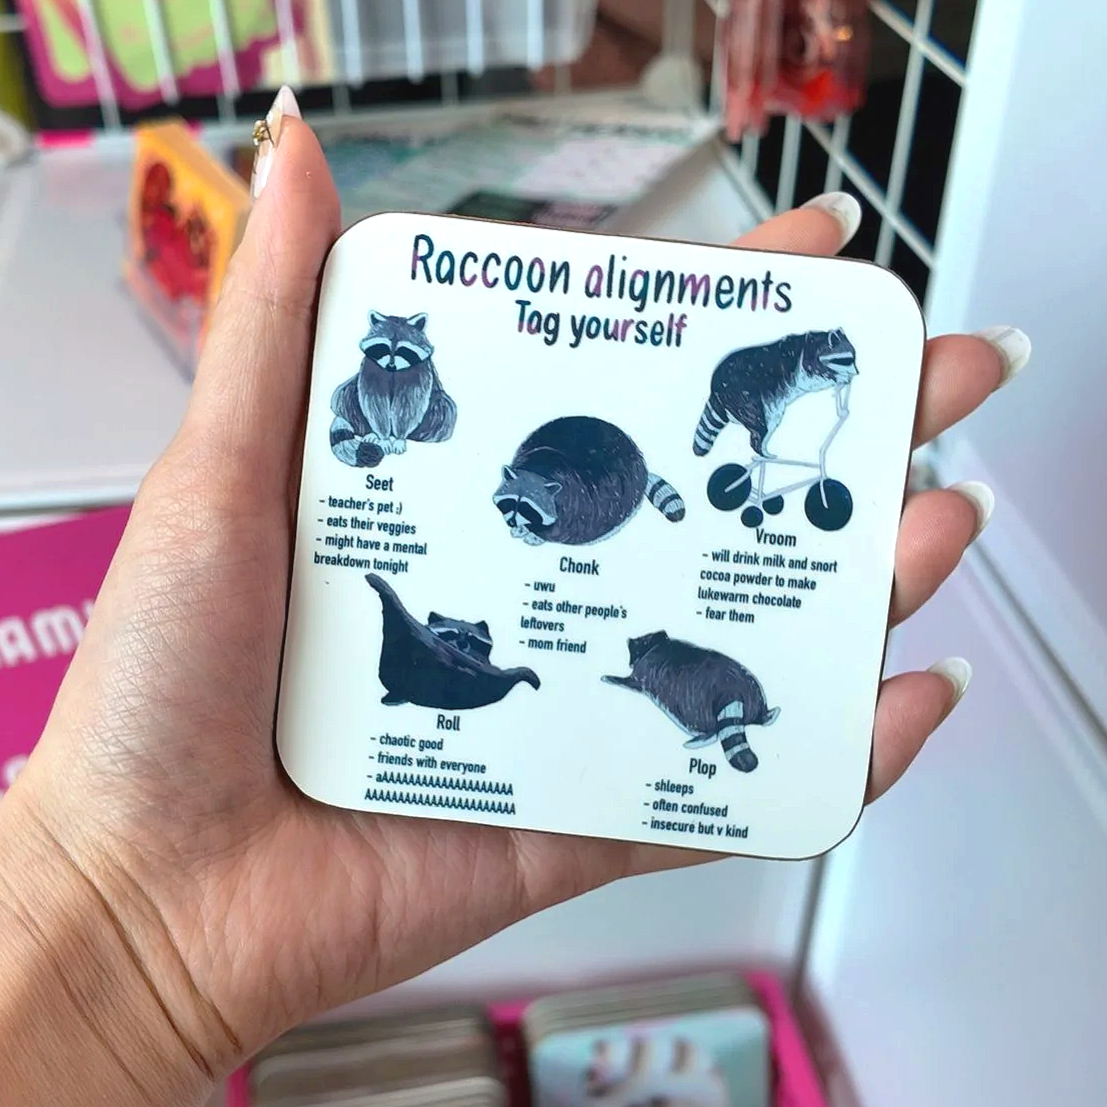 Raccoon alignments
Tag yourself
Seet
- teacher's pet ;)
- eats their veggies
- might have a mental
breakdown tonight
Chonk
- uwu
- eats other people's
leftovers
- mom friend
Vroom
- will drink milk and snort
cocoa powder to make
lukewarm chocolate
- fear them
Roll
- chaotic good
- friends with everyone
- aAAAAAAAAAAAAAAAAAAAAA
AAAAAAAAAAAAAAAAAAAAAAAA
Plop
- shleeps
- often confused
- insecure but v kind